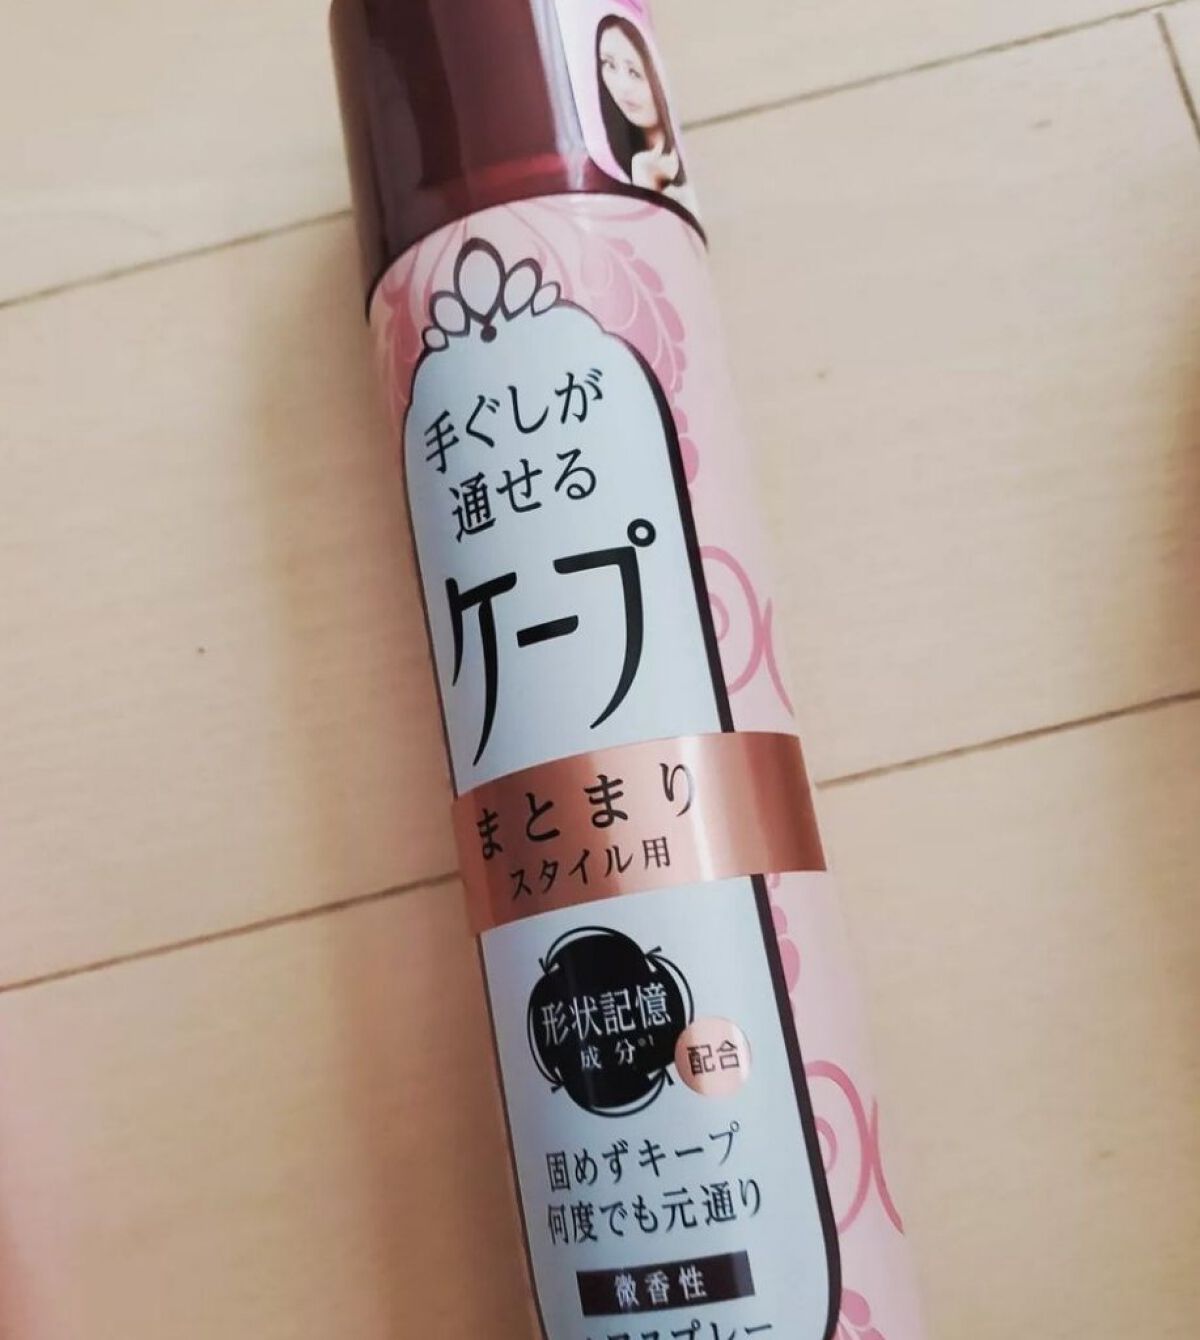 手ぐしが
通せる
ケープ
まとまり
スタイル用
形状記憶
成分※1
配合
固めずキープ
何度でも元通り
微香性